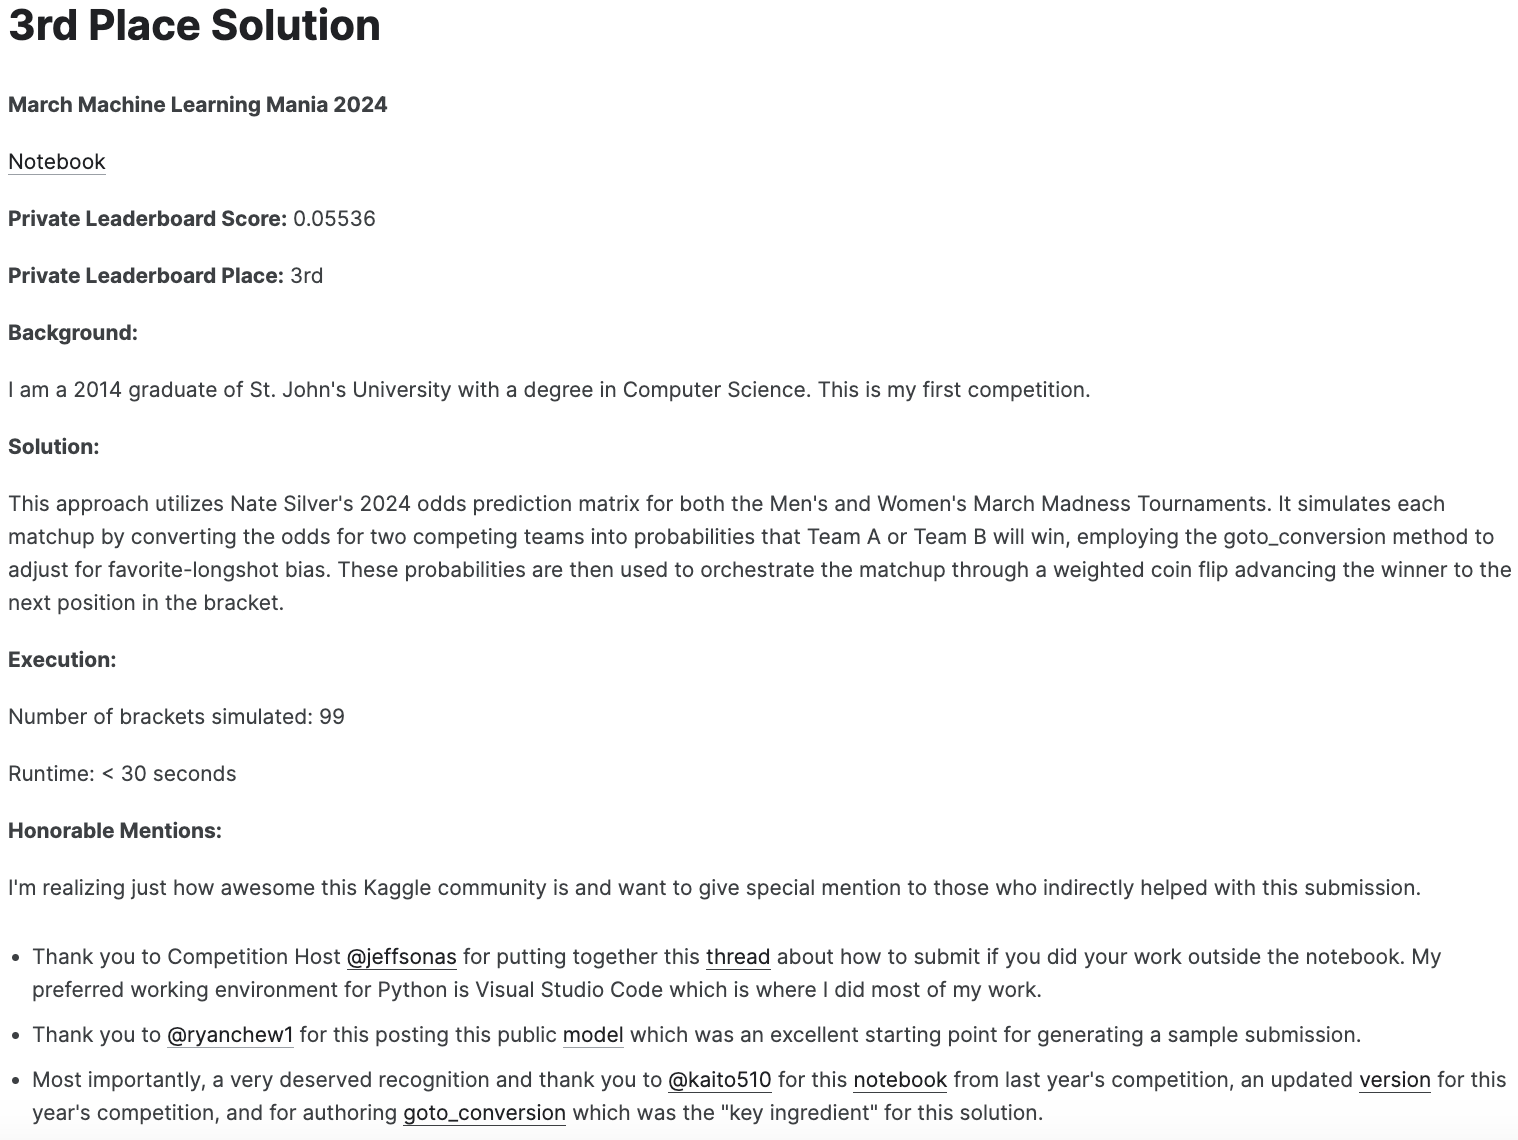 3rd Place Solution
March Machine Learning Mania 2024
Notebook
Private Leaderboard Score: 0.05536
Private Leaderboard Place: 3rd
Background:
I am a 2014 graduate of St. John's University with a degree in Computer Science. This is my first competition.
Solution:
This approach utilizes Nate Silver's 2024 odds prediction matrix for both the Men's and Women's March Madness Tournaments. It simulates each
matchup by converting the odds for two competing teams into probabilities that Team A or Team B will win, employing the goto_conversion method to
adjust for favorite-longshot bias. These probabilities are then used to orchestrate the matchup through a weighted coin flip advancing the winner to the
next position in the bracket.
Execution:
Number of brackets simulated: 99
Runtime: < 30 seconds
Honorable Mentions:
I'm realizing just how awesome this Kaggle community is and want to give special mention to those who indirectly helped with this submission.
• Thank you to Competition Host @jeffsonas for putting together this thread about how to submit if you did your work outside the notebook. My
preferred working environment for Python is Visual Studio Code which is where I did most of my work.
• Thank you to @ryanchew1 for this posting this public model which was an excellent starting point for generating a sample submission.
• Most importantly, a very deserved recognition and thank you to @kaito510 for this notebook from last year's competition, an updated version for this
year's competition, and for authoring goto_conversion which was the "key ingredient" for this solution.